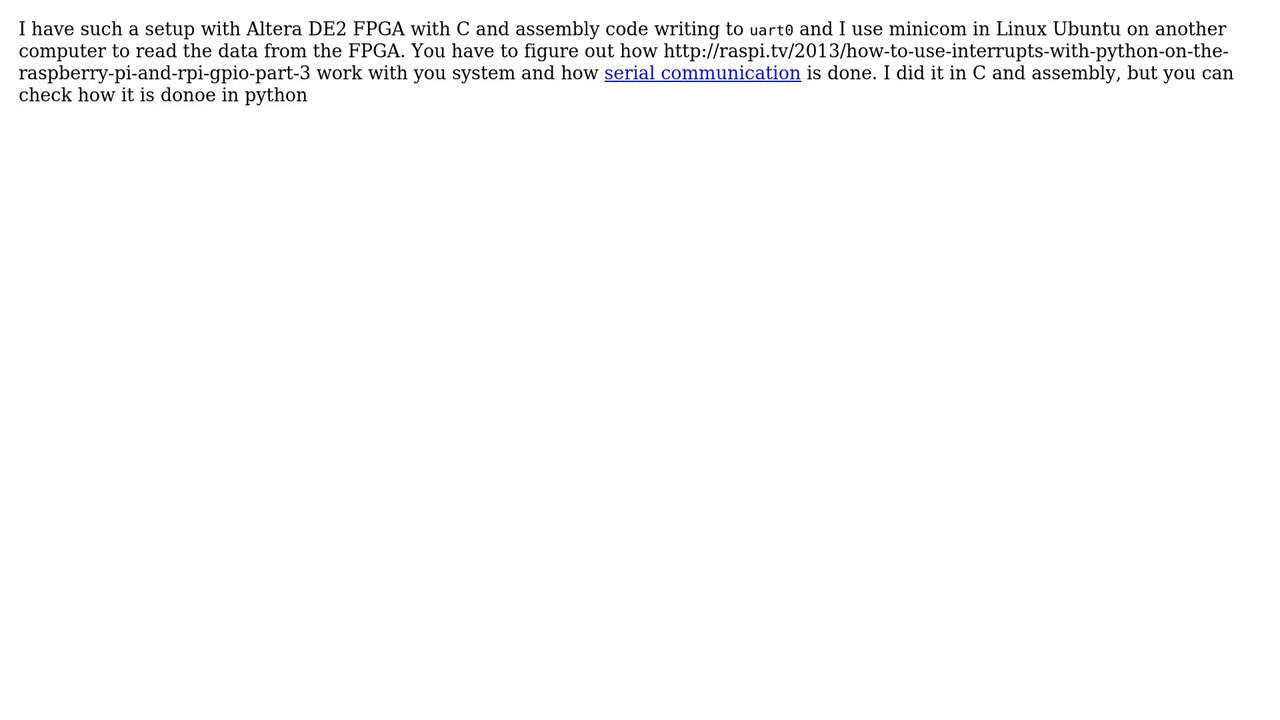 I have such a setup with Altera DE2 FPGA with C and assembly code writing to uart0 and I use minicom in Linux Ubuntu on another
computer to read the data from the FPGA. You have to figure out how http://raspi.tv/2013/how-to-use-interrupts-with-python-on-the-
raspberry-pi-and-rpi-gpio-part-3 work with you system and how serial communication is done. I did it in C and assembly, but you can
check how it is donoe in python